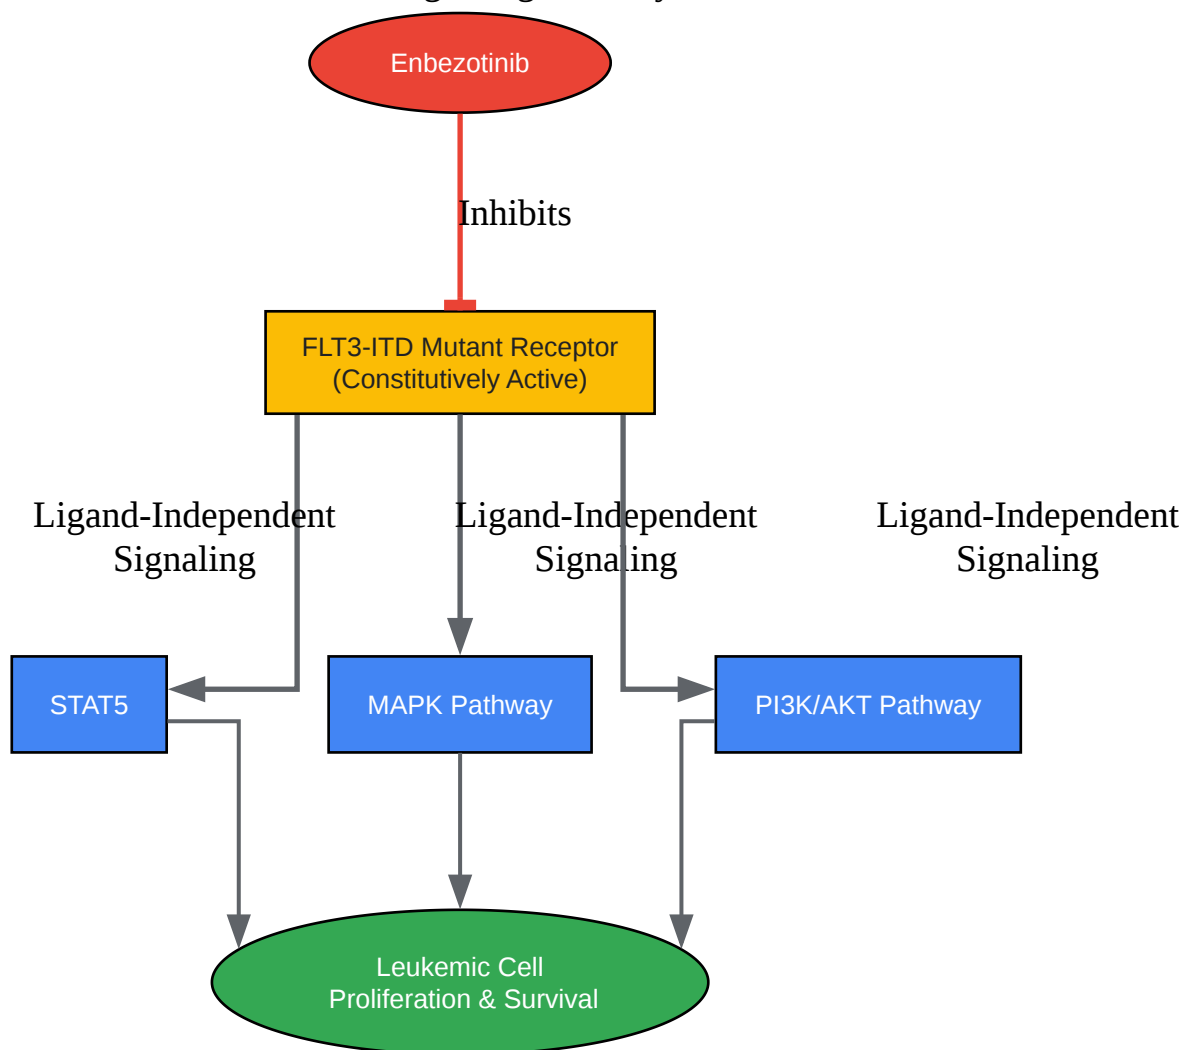 Enbezotinib
Inhibits
FLT3-ITD Mutant Receptor
(Constitutively Active)
Ligand-Independent
Signaling
Ligand-Independent
Signaling
Ligand-Independent
Signaling
STAT5
MAPK Pathway
PI3K/AKT Pathway
Leukemic Cell
Proliferation & Survival